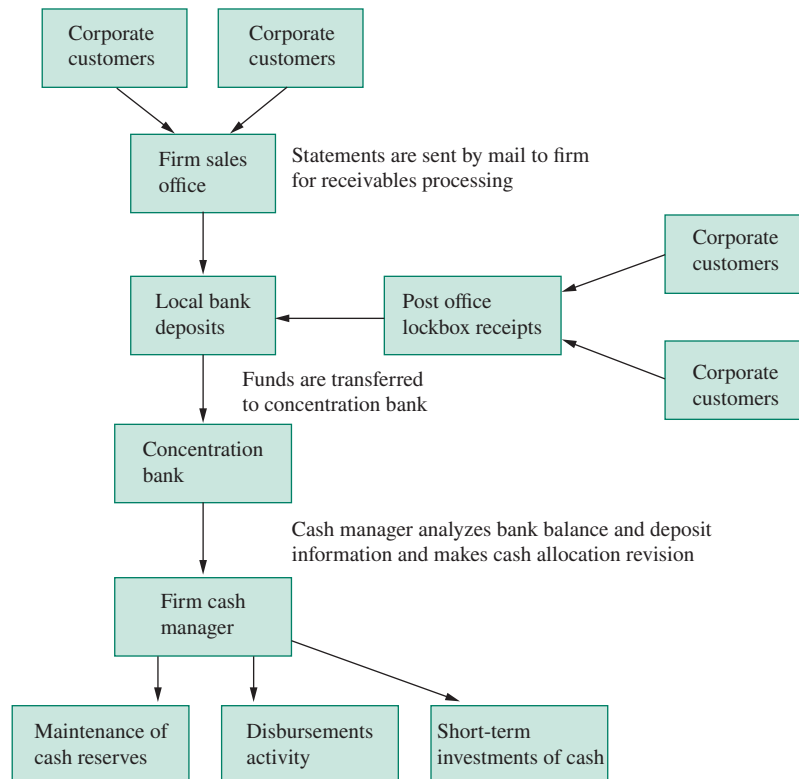 Corporate
customers
Corporate
customers
Firm sales
office
Statements are sent by mail to firm
for receivables processing
Corporate
customers
Local bank
deposits
Post office
lockbox receipts
Corporate
customers
Funds are transferred
to concentration bank
Concentration
bank
Cash manager analyzes bank balance and deposit
information and makes cash allocation revision
Firm cash
manager
Maintenance of
cash reserves
Disbursements
activity
Short-term
investments of cash